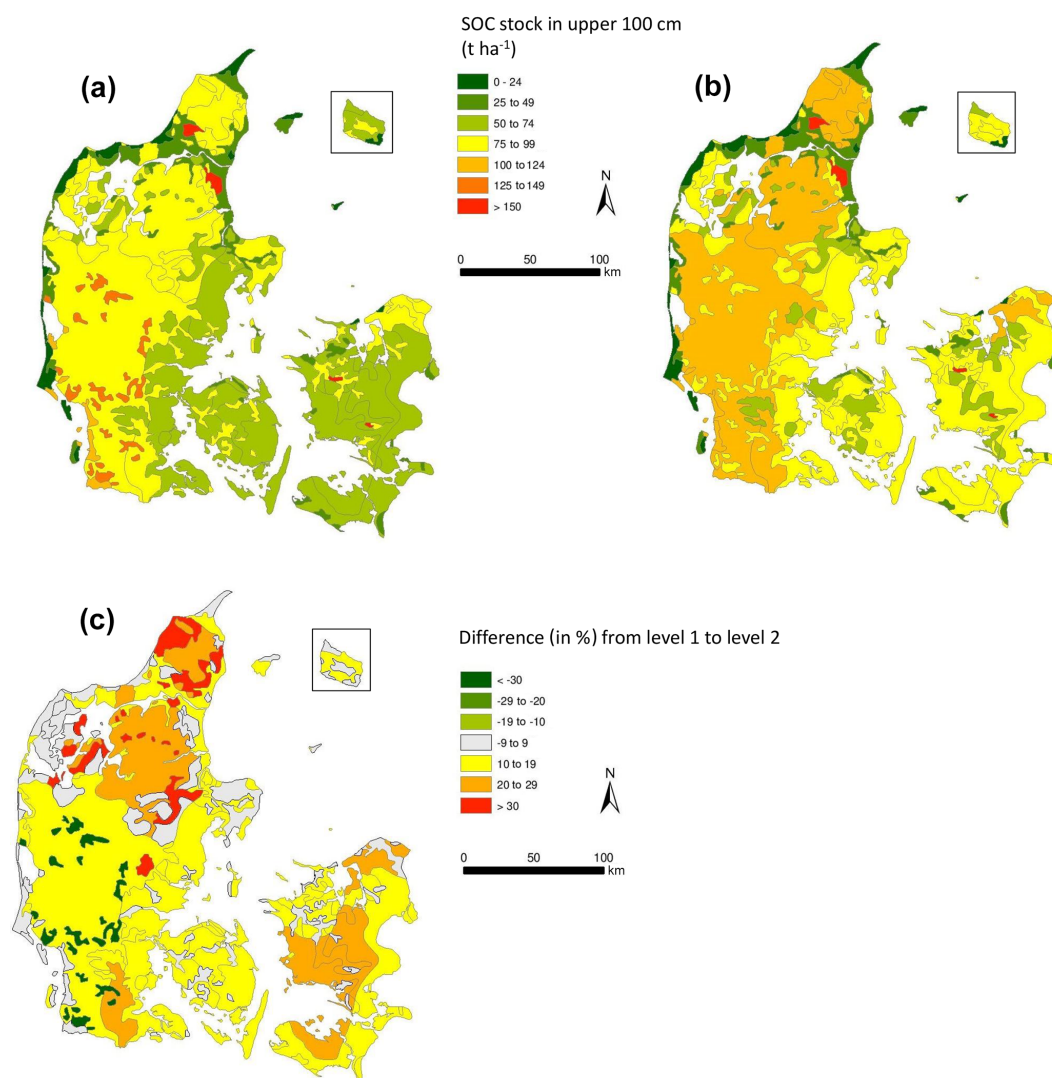 SOC stock in upper 100 cm
(t ha⁻¹)
(a)
(b)
0 - 24
25 to 49
50 to 74
75 to 99
100 to 124
125 to 149
> 150
N
0 50 100
km
(c)
Difference (in %) from level 1 to level 2
< -30
-29 to -20
-19 to -10
-9 to 9
10 to 19
20 to 29
> 30
N
0 50 100
km